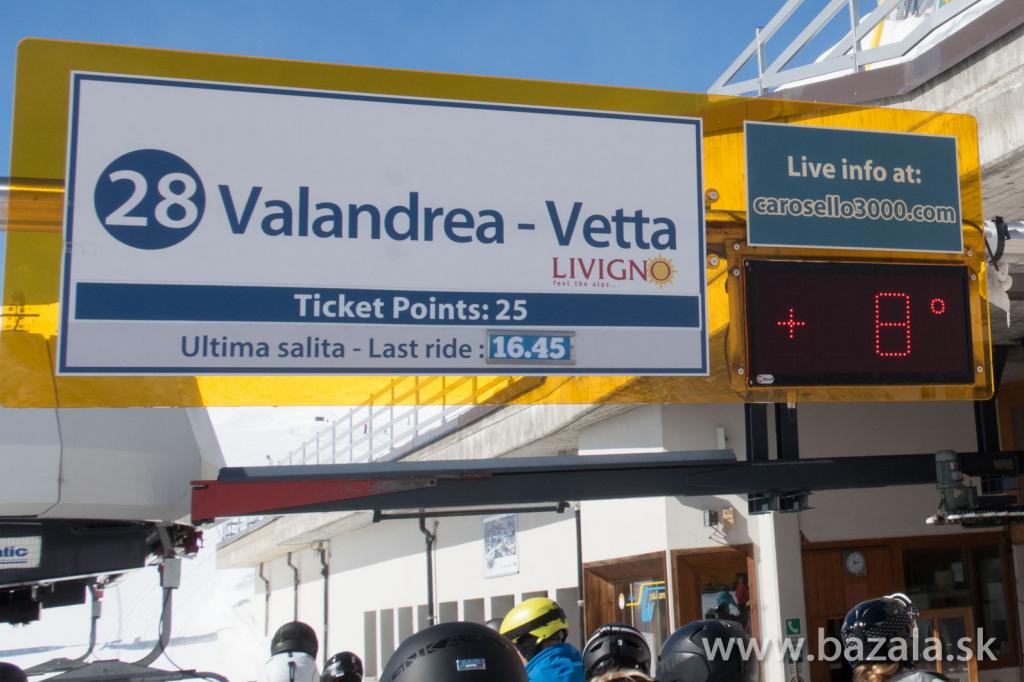 28 Valandrea - Vetta
LIVIGNO
feel the alps...
Ticket Points: 25
Ultima salita - Last ride : 16.45
Live info at:
carosello3000.com
+ 8°
atic
www.bazala.sk